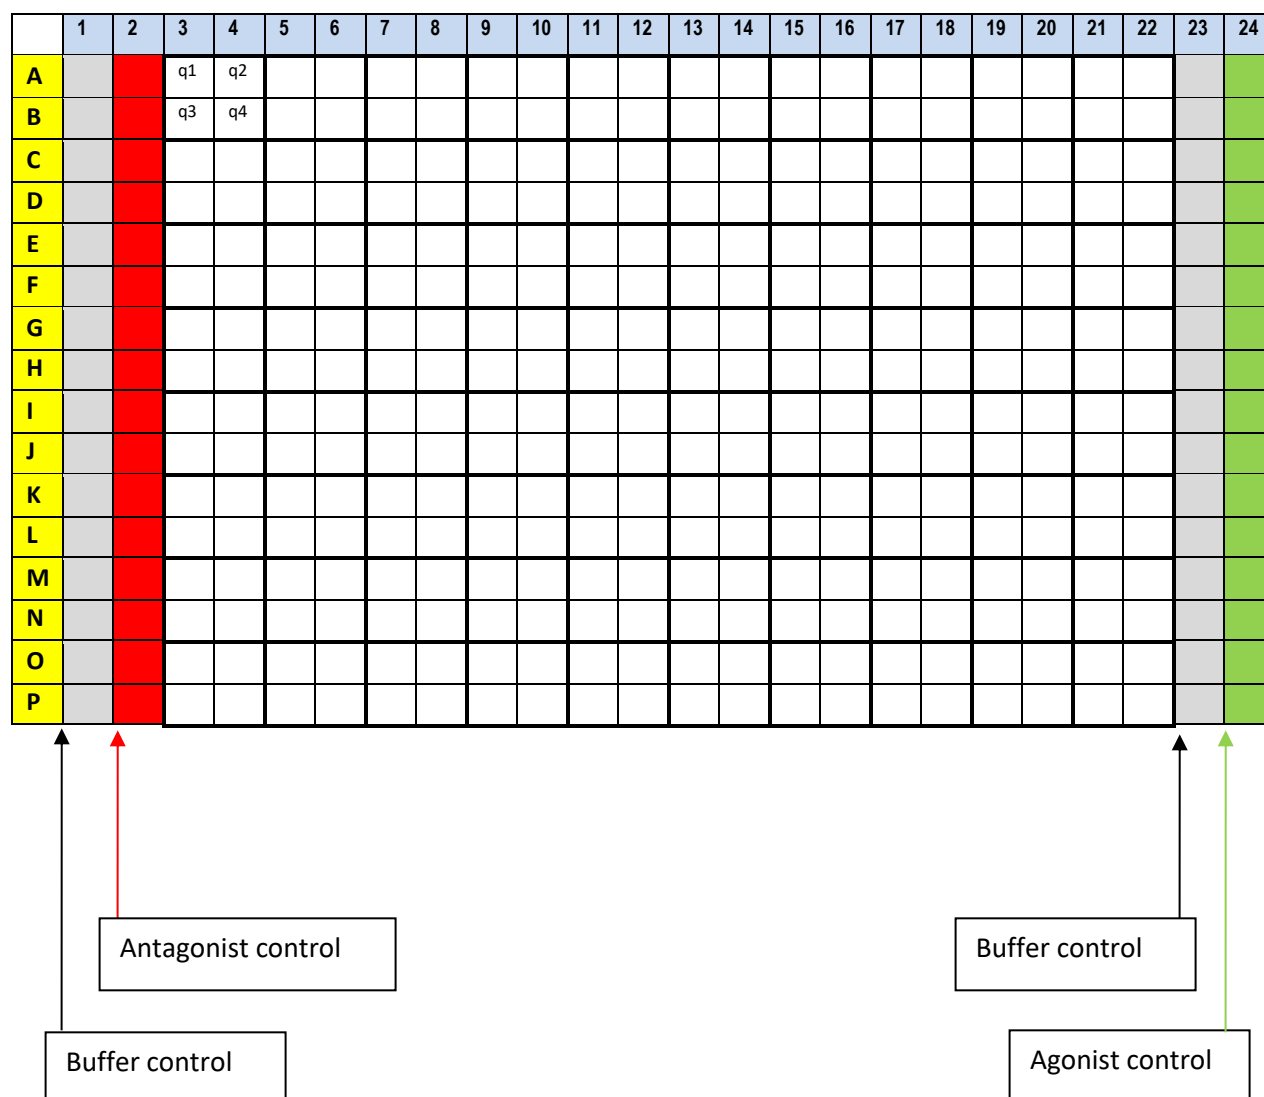 1 2 3 4 5 6 7 8 9 10 11 12 13 14 15 16 17 18 19 20 21 22 23 24
A q1 q2
B q3 q4
C
D
E
F
G
H
I
J
K
L
M
N
O
P
Antagonist control
Buffer control
Buffer control
Agonist control